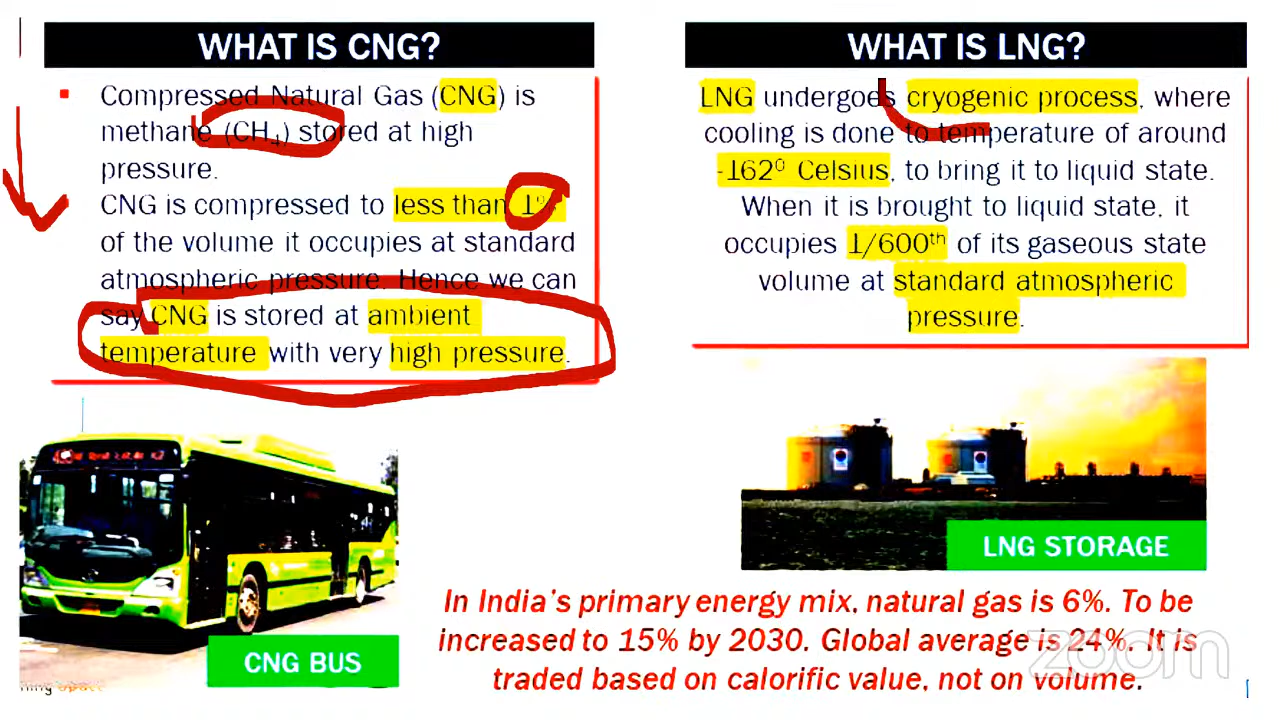 WHAT IS CNG?
Compressed Natural Gas (CNG) is
methane (CH₄) stored at high
pressure.
CNG is compressed to less than 1%
of the volume it occupies at standard
atmospheric pressure. Hence we can
say CNG is stored at ambient
temperature with very high pressure.
WHAT IS LNG?
LNG undergoes cryogenic process, where
cooling is done to temperature of around
-162⁰ Celsius, to bring it to liquid state.
When it is brought to liquid state, it
occupies 1/600ᵗʰ of its gaseous state
volume at standard atmospheric
pressure.
LNG STORAGE
CNG BUS
In India's primary energy mix, natural gas is 6%. To be
increased to 15% by 2030. Global average is 24%. It is
traded based on calorific value, not on volume.
zoom